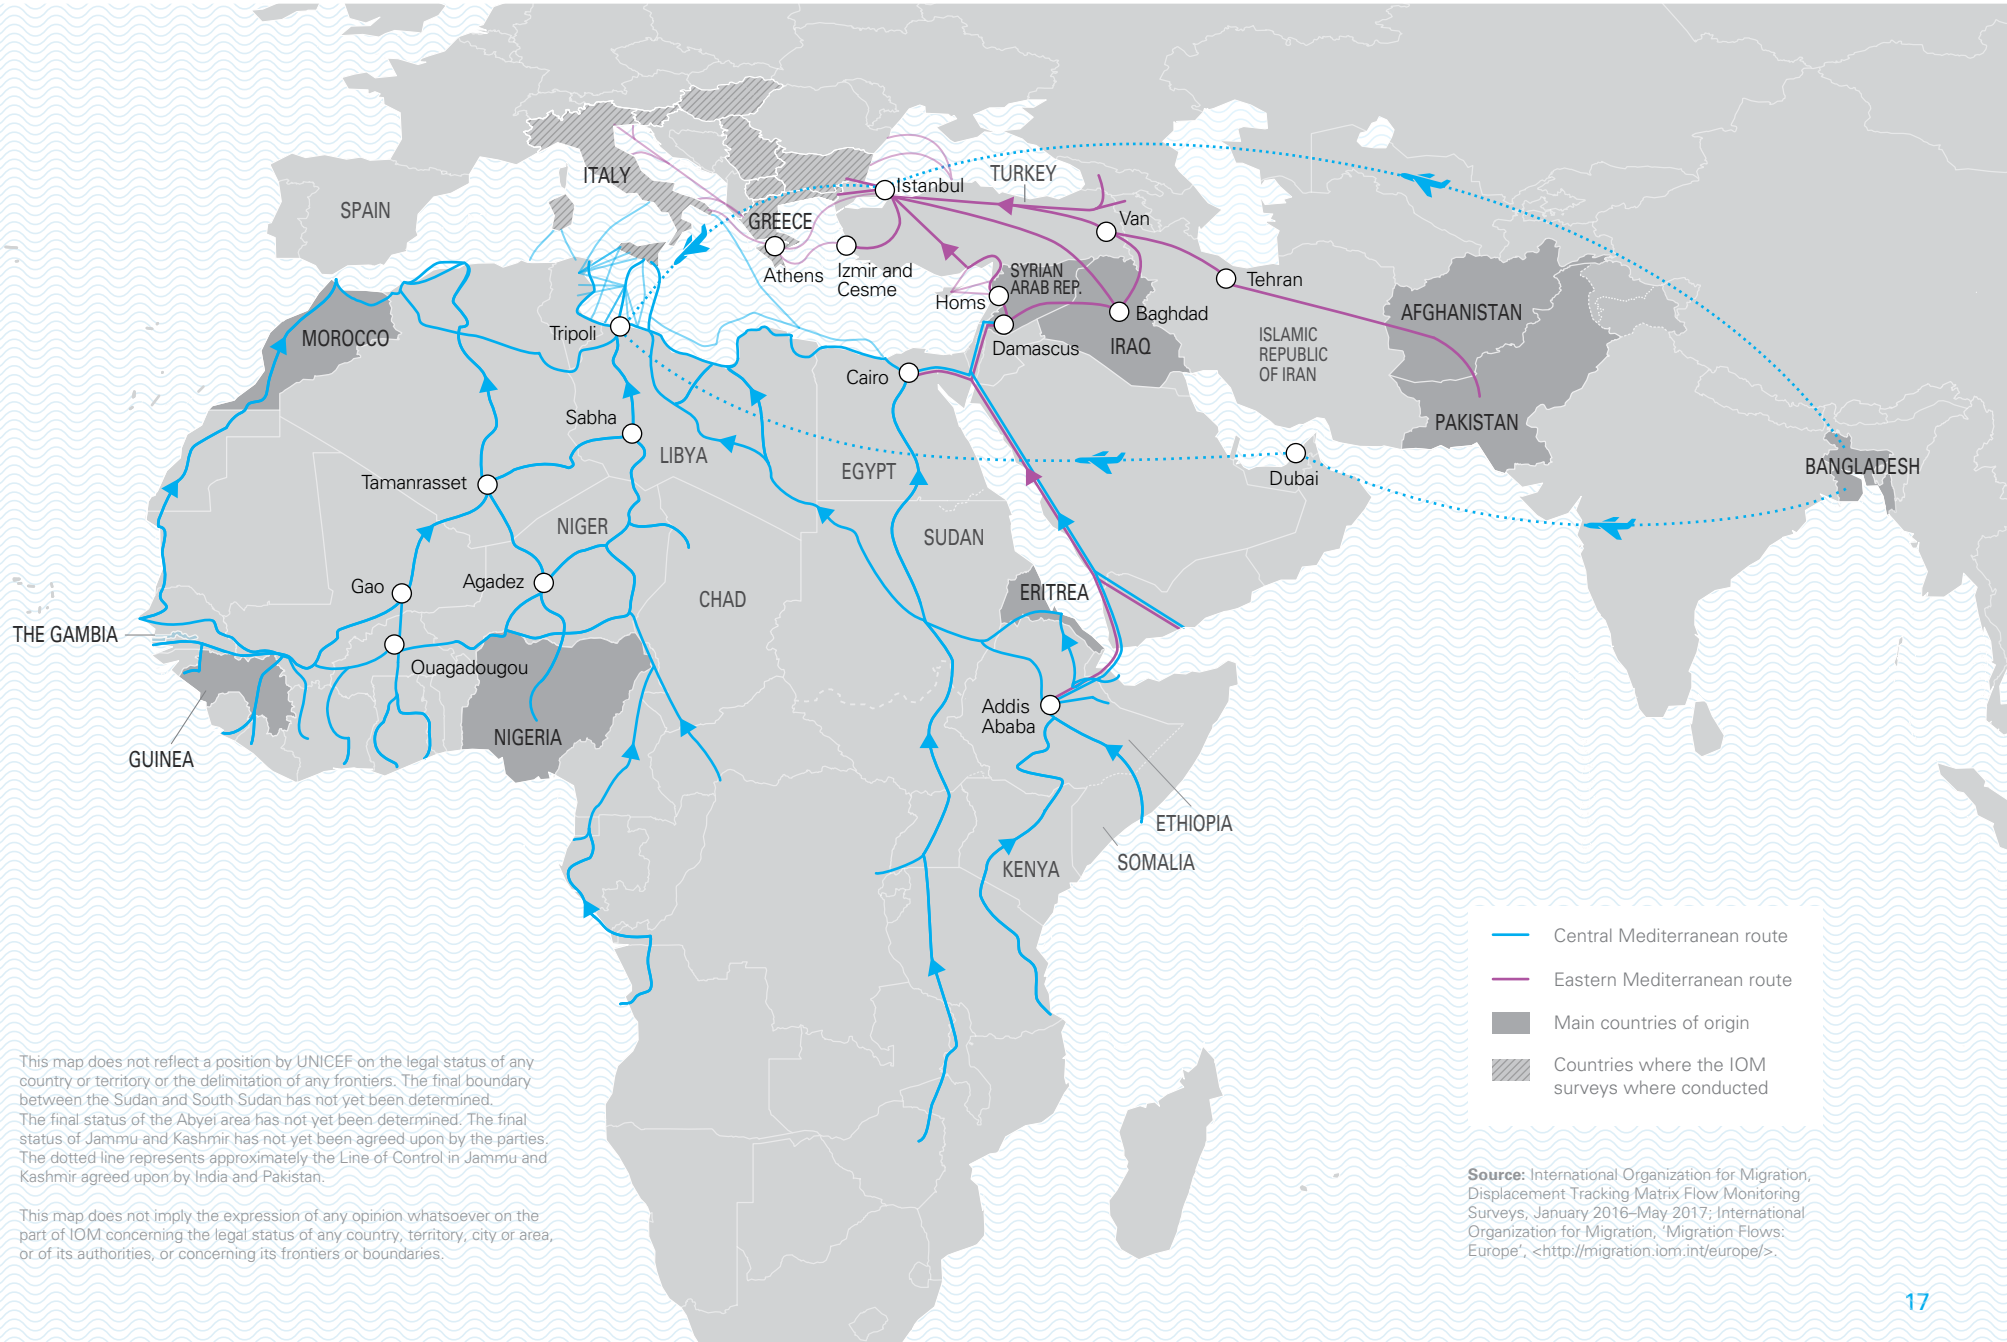 ITALY
SPAIN
GREECE
Istanbul
TURKEY
Van
Athens
Izmir and
Cesme
SYRIAN
ARAB REP.
Homs
Tehran
Baghdad
AFGHANISTAN
MOROCCO
Tripoli
Damascus
IRAQ
ISLAMIC
REPUBLIC
OF IRAN
Cairo
Sabha
PAKISTAN
LIBYA
EGYPT
Dubai
BANGLADESH
Tamanrasset
NIGER
SUDAN
Gao
Agadez
CHAD
ERITREA
THE GAMBIA
Ouagadougou
GUINEA
NIGERIA
Addis
Ababa
ETHIOPIA
SOMALIA
KENYA
Central Mediterranean route
Eastern Mediterranean route
Main countries of origin
Countries where the IOM
surveys where conducted
This map does not reflect a position by UNICEF on the legal status of any
country or territory or the delimitation of any frontiers. The final boundary
between the Sudan and South Sudan has not yet been determined.
The final status of the Abyei area has not yet been determined. The final
status of Jammu and Kashmir has not yet been agreed upon by the parties.
The dotted line represents approximately the Line of Control in Jammu and
Kashmir agreed upon by India and Pakistan.
This map does not imply the expression of any opinion whatsoever on the
part of IOM concerning the legal status of any country, territory, city or area,
or of its authorities, or concerning its frontiers or boundaries.
Source: International Organization for Migration,
Displacement Tracking Matrix Flow Monitoring
Surveys, January 2016–May 2017; International
Organization for Migration, ‘Migration Flows:
Europe’, <http://migration.iom.int/europe/>.
17